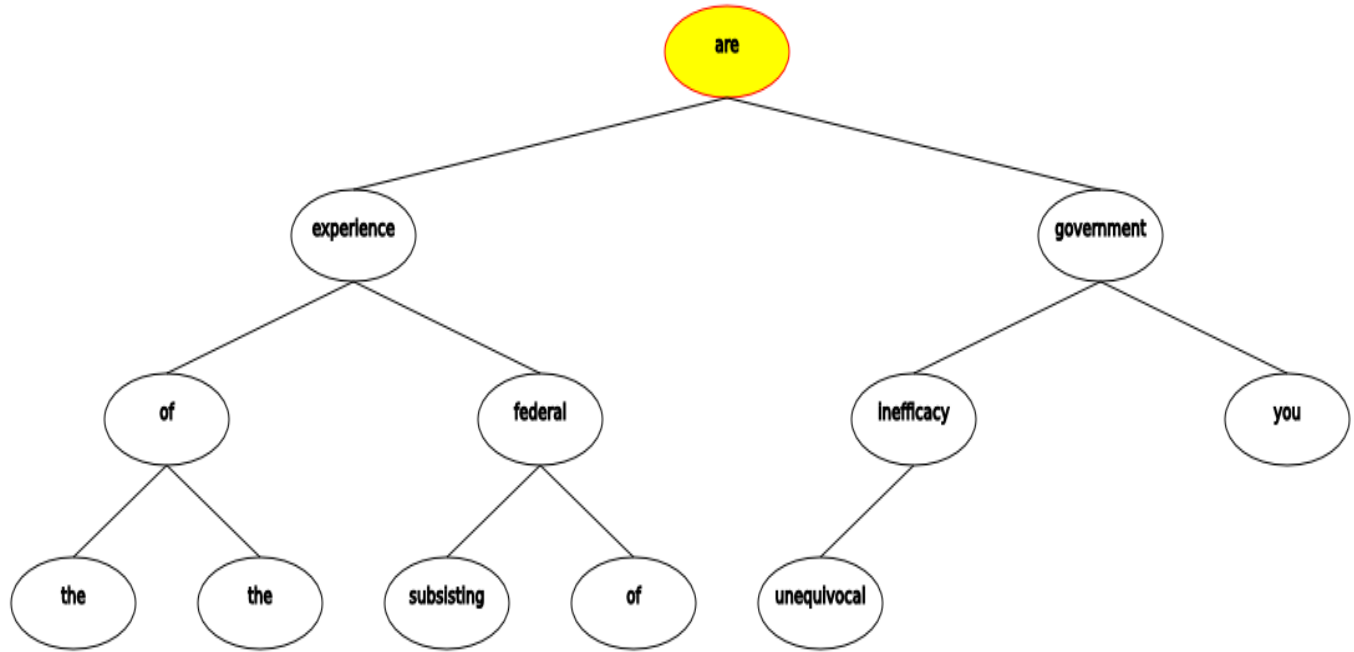 are
experience government
of federal inefficacy you
the the subsisting of unequivocal